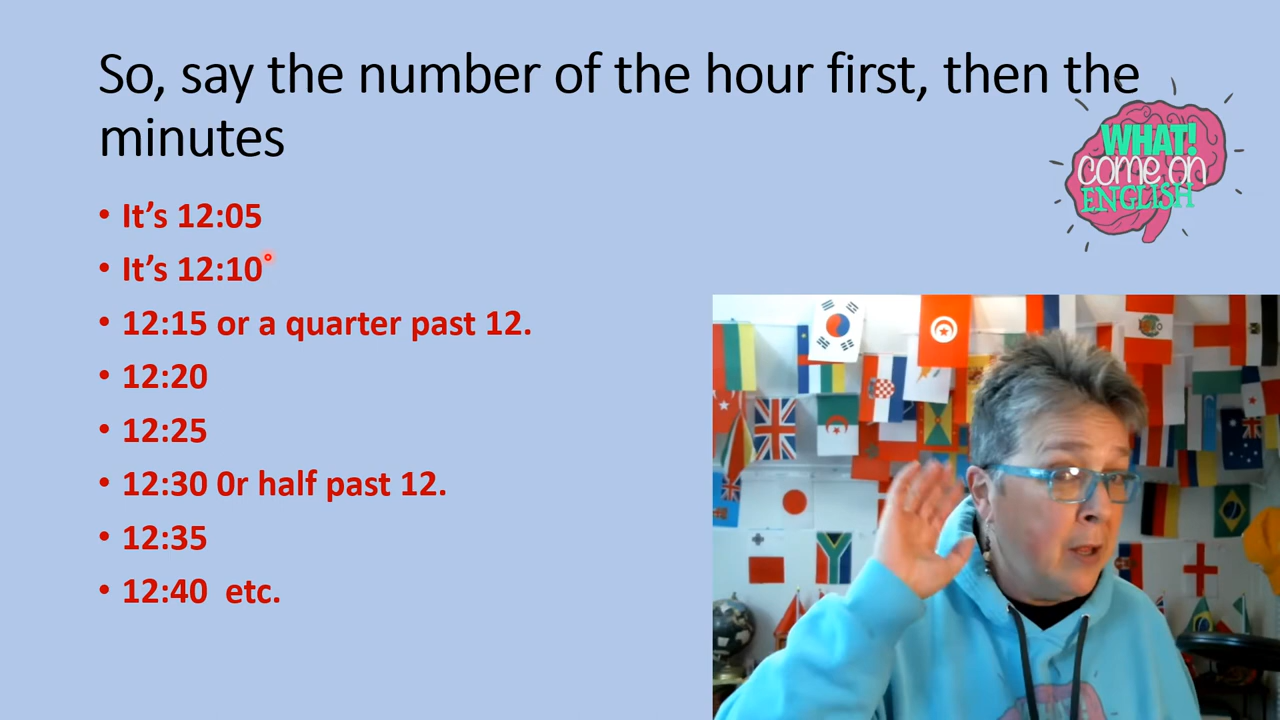 So, say the number of the hour first, then the
minutes
WHAT!
come on
ENGLISH
• It's 12:05
• It's 12:10
• 12:15 or a quarter past 12.
• 12:20
• 12:25
• 12:30 0r half past 12.
• 12:35
• 12:40 etc.